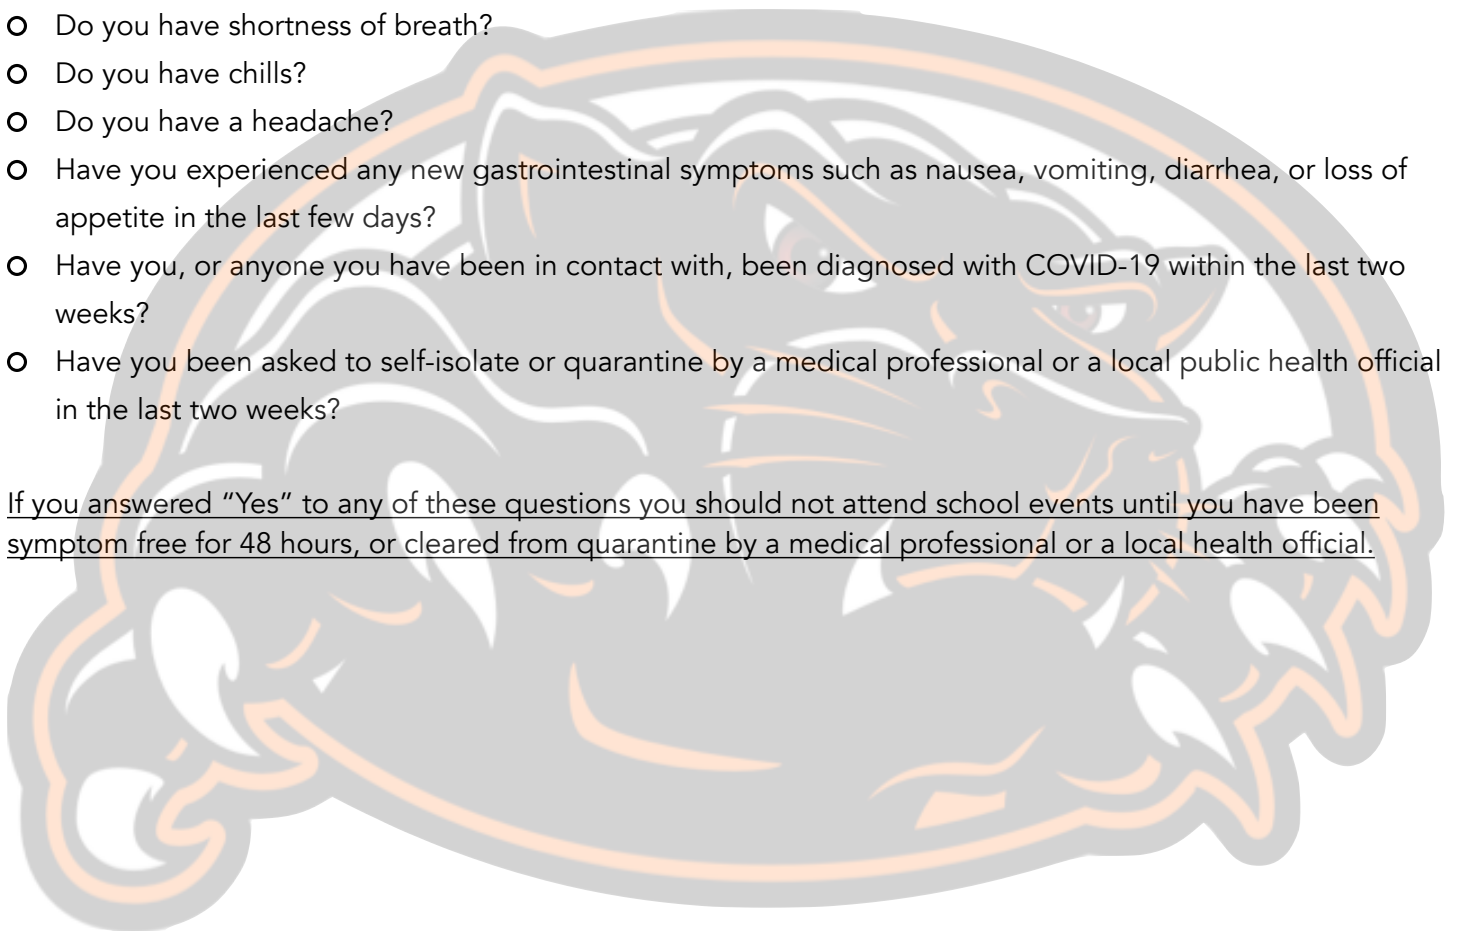 Do you have shortness of breath?
Do you have chills?
Do you have a headache?
Have you experienced any new gastrointestinal symptoms such as nausea, vomiting, diarrhea, or loss of
appetite in the last few days?
Have you, or anyone you have been in contact with, been diagnosed with COVID-19 within the last two
weeks?
Have you been asked to self-isolate or quarantine by a medical professional or a local public health official
in the last two weeks?
If you answered “Yes” to any of these questions you should not attend school events until you have been
symptom free for 48 hours, or cleared from quarantine by a medical professional or a local health official.